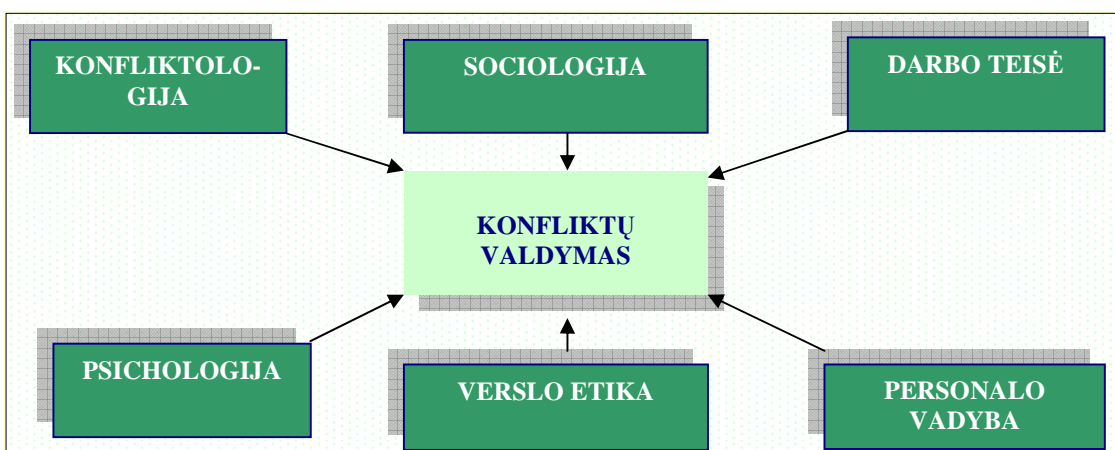 KONFLIKTOLO-
GIJA
SOCIOLOGIJA
DARBO TEISĖ
KONFLIKTŲ
VALDYMAS
PSICHOLOGIJA
VERSLO ETIKA
PERSONALO
VADYBA